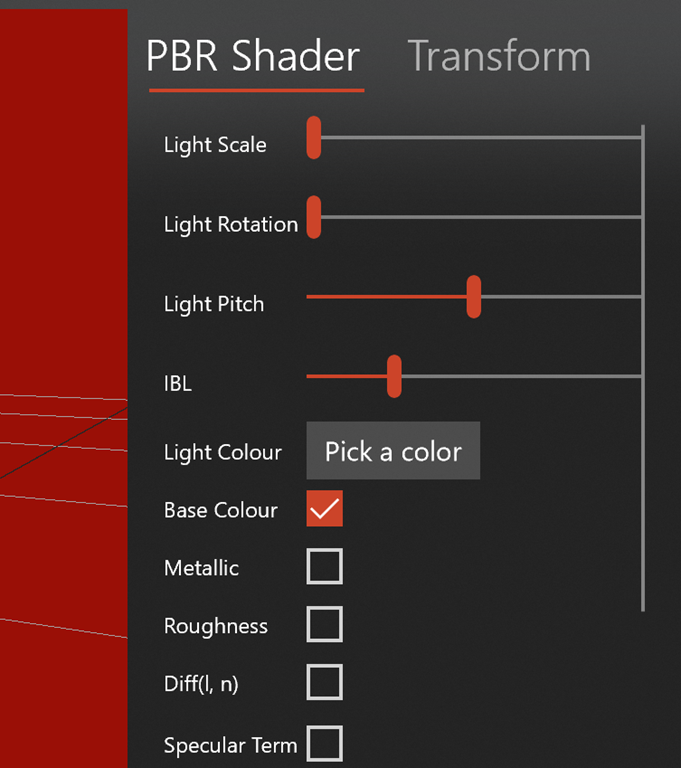 PBR Shader Transform
Light Scale
Light Rotation
Light Pitch
IBL
Light Colour Pick a color
Base Colour
Metallic
Roughness
Diff(l, n)
Specular Term